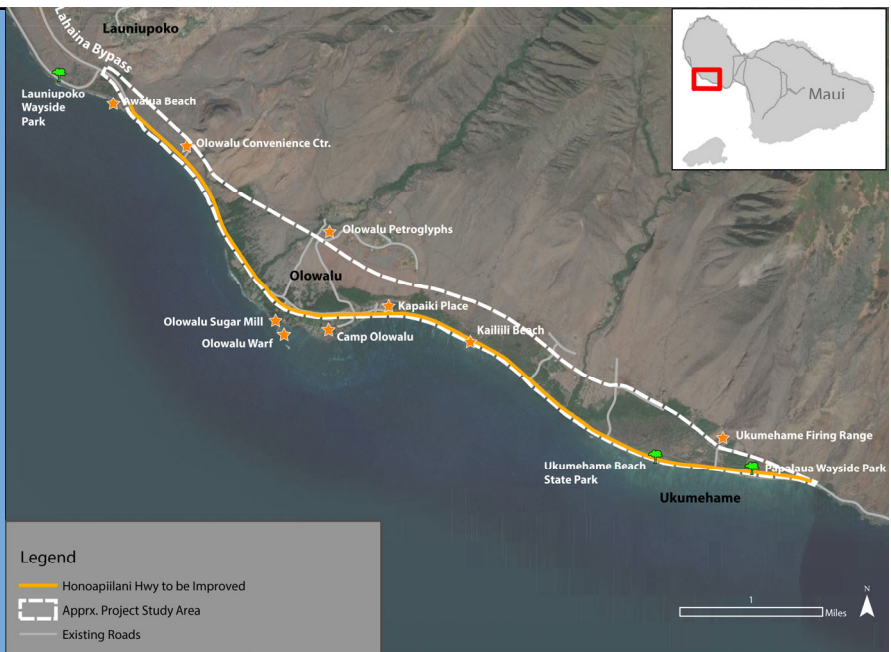 Launiupoko
Lahaina Bypass
Maui
Launiupoko
Wayside
Park
Awalua Beach
Olowalu Convenience Ctr.
Olowalu Petroglyphs
Olowalu
Kapaiki Place
Olowalu Sugar Mill
Kailiili Beach
Olowalu Warf
Camp Olowalu
Ukumehame Firing Range
Ukumehame Beach
State Park
Papalaua Wayside Park
Ukumehame
Legend
Honoapiilani Hwy to be Improved
Apprx. Project Study Area
Existing Roads
1
Miles
N